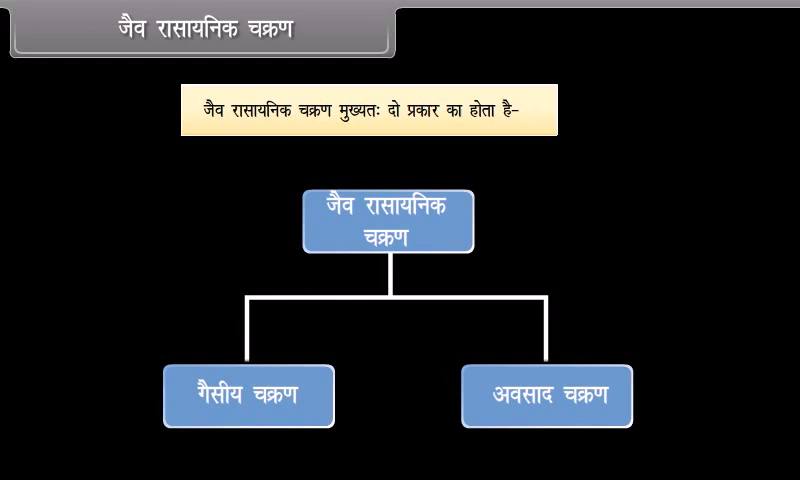 जैव रासायनिक चक्रण
जैव रासायनिक चक्रण मुख्यतः दो प्रकार का होता है-
जैव रासायनिक
चक्रण
गैसीय चक्रण
अवसाद चक्रण